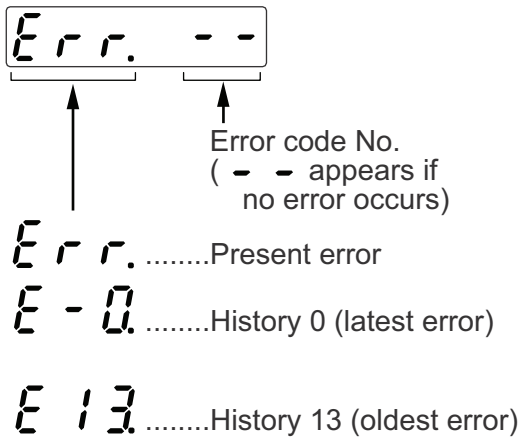 Err. - -
Error code No.
( - - appears if
no error occurs)
Err. ........Present error
E-0. ........History 0 (latest error)
E 13. ........History 13 (oldest error)